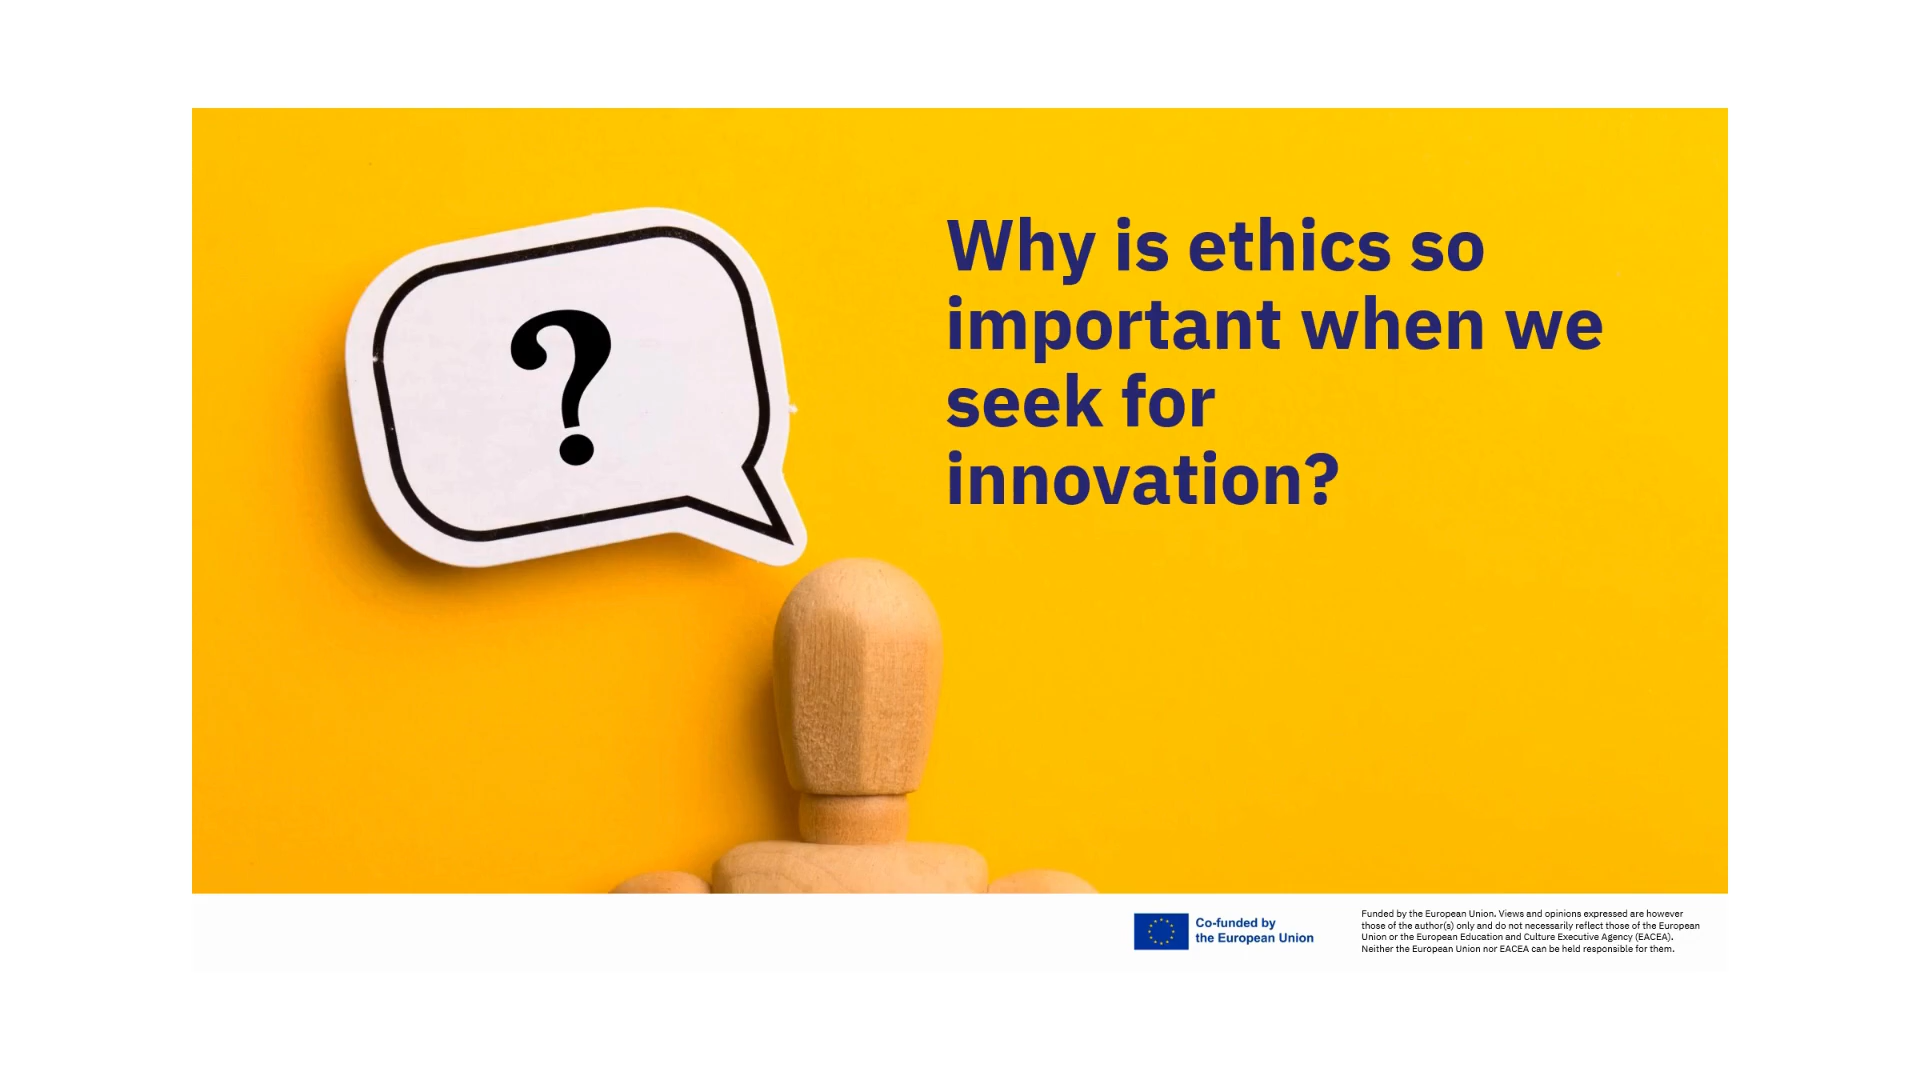 ?
Why is ethics so
important when we
seek for
innovation?
Co-funded by
the European Union
Funded by the European Union. Views and opinions expressed are however
those of the author(s) only and do not necessarily reflect those of the European
Union or the European Education and Culture Executive Agency (EACEA).
Neither the European Union nor EACEA can be held responsible for them.